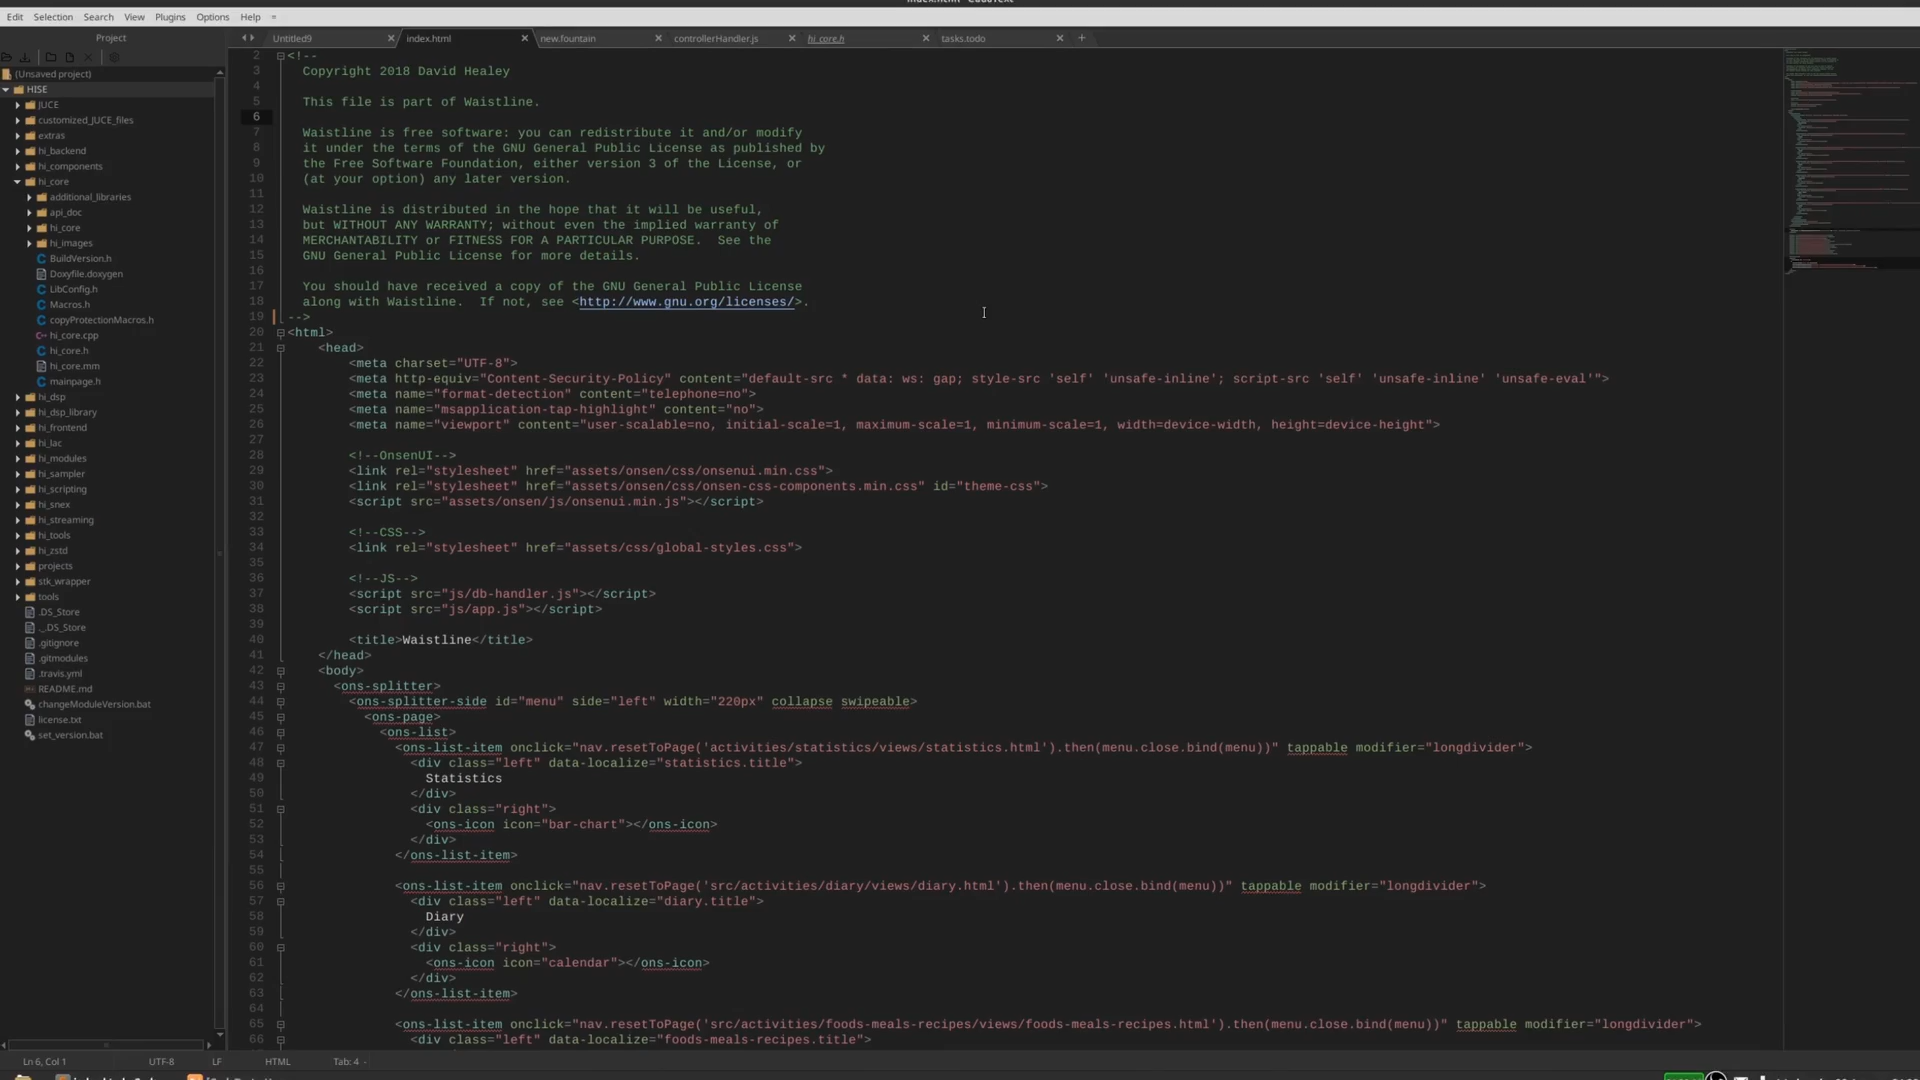 Edit Selection Search View Plugins Options Help
Project
Untitled9 index.html new.fountain controllerHandler.js hi_core.h tasks.todo
(Unsaved project)
HISE
JUCE
customized_JUCE_files
extras
hi_backend
hi_components
hi_core
additional_libraries
api_doc
hi_core
hi_images
BuildVersion.h
Doxyfile.doxygen
LibConfig.h
Macros.h
copyProtectionMacros.h
hi_core.cpp
hi_core.h
hi_core.mm
mainpage.h
hi_dsp
hi_dsp_library
hi_frontend
hi_lac
hi_modules
hi_sampler
hi_scripting
hi_snex
hi_streaming
hi_tools
hi_zstd
projects
stk_wrapper
tools
.DS_Store
._.DS_Store
.gitignore
.gitmodules
.travis.yml
README.md
changeModuleVersion.bat
license.txt
set_version.bat
2 <!--
3 Copyright 2018 David Healey
4
5 This file is part of Waistline.
6
7 Waistline is free software: you can redistribute it and/or modify
8 it under the terms of the GNU General Public License as published by
9 the Free Software Foundation, either version 3 of the License, or
10 (at your option) any later version.
11
12 Waistline is distributed in the hope that it will be useful,
13 but WITHOUT ANY WARRANTY; without even the implied warranty of
14 MERCHANTABILITY or FITNESS FOR A PARTICULAR PURPOSE.  See the
15 GNU General Public License for more details.
16
17 You should have received a copy of the GNU General Public License
18 along with Waistline.  If not, see <http://www.gnu.org/licenses/>.
19 -->
20 <html>
21 <head>
22 <meta charset="UTF-8">
23 <meta http-equiv="Content-Security-Policy" content="default-src * data: ws: gap; style-src 'self' 'unsafe-inline'; script-src 'self' 'unsafe-inline' 'unsafe-eval'">
24 <meta name="format-detection" content="telephone=no">
25 <meta name="msapplication-tap-highlight" content="no">
26 <meta name="viewport" content="user-scalable=no, initial-scale=1, maximum-scale=1, minimum-scale=1, width=device-width, height=device-height">
27
28 <!--OnsenUI-->
29 <link rel="stylesheet" href="assets/onsen/css/onsenui.min.css">
30 <link rel="stylesheet" href="assets/onsen/css/onsen-css-components.min.css" id="theme-css">
31 <script src="assets/onsen/js/onsenui.min.js"></script>
32
33 <!--CSS-->
34 <link rel="stylesheet" href="assets/css/global-styles.css">
35
36 <!--JS-->
37 <script src="js/db-handler.js"></script>
38 <script src="js/app.js"></script>
39
40 <title>Waistline</title>
41 </head>
42 <body>
43 <ons-splitter>
44 <ons-splitter-side id="menu" side="left" width="220px" collapse swipeable>
45 <ons-page>
46 <ons-list>
47 <ons-list-item onclick="nav.resetToPage('activities/statistics/views/statistics.html').then(menu.close.bind(menu))" tappable modifier="longdivider">
48 <div class="left" data-localize="statistics.title">
49 Statistics
50 </div>
51 <div class="right">
52 <ons-icon icon="bar-chart"></ons-icon>
53 </div>
54 </ons-list-item>
55
56 <ons-list-item onclick="nav.resetToPage('src/activities/diary/views/diary.html').then(menu.close.bind(menu))" tappable modifier="longdivider">
57 <div class="left" data-localize="diary.title">
58 Diary
59 </div>
60 <div class="right">
61 <ons-icon icon="calendar"></ons-icon>
62 </div>
63 </ons-list-item>
64
65 <ons-list-item onclick="nav.resetToPage('src/activities/foods-meals-recipes/views/foods-meals-recipes.html').then(menu.close.bind(menu))" tappable modifier="longdivider">
66 <div class="left" data-localize="foods-meals-recipes.title">
Ln 6, Col 1 UTF-8 LF HTML Tab: 4